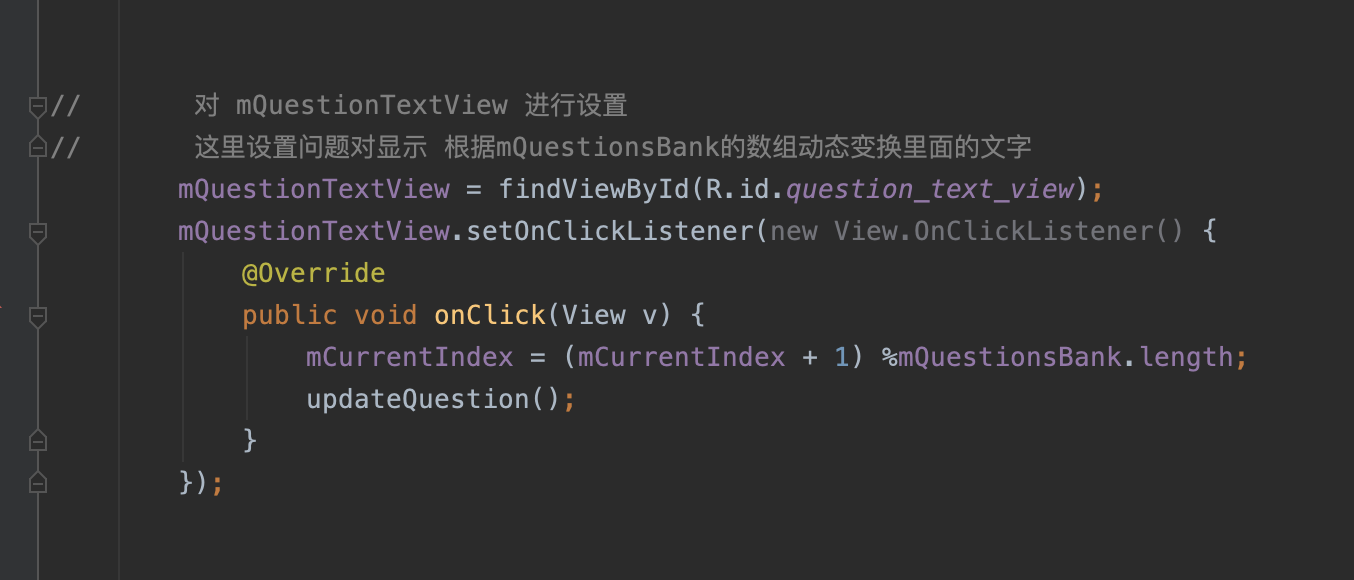 //       对 mQuestionTextView 进行设置
//       这里设置问题对显示 根据mQuestionsBank的数组动态变换里面的文字
        mQuestionTextView = findViewById(R.id.question_text_view);
        mQuestionTextView.setOnClickListener(new View.OnClickListener() {
            @Override
            public void onClick(View v) {
                mCurrentIndex = (mCurrentIndex + 1) %mQuestionsBank.length;
                updateQuestion();
            }
        });